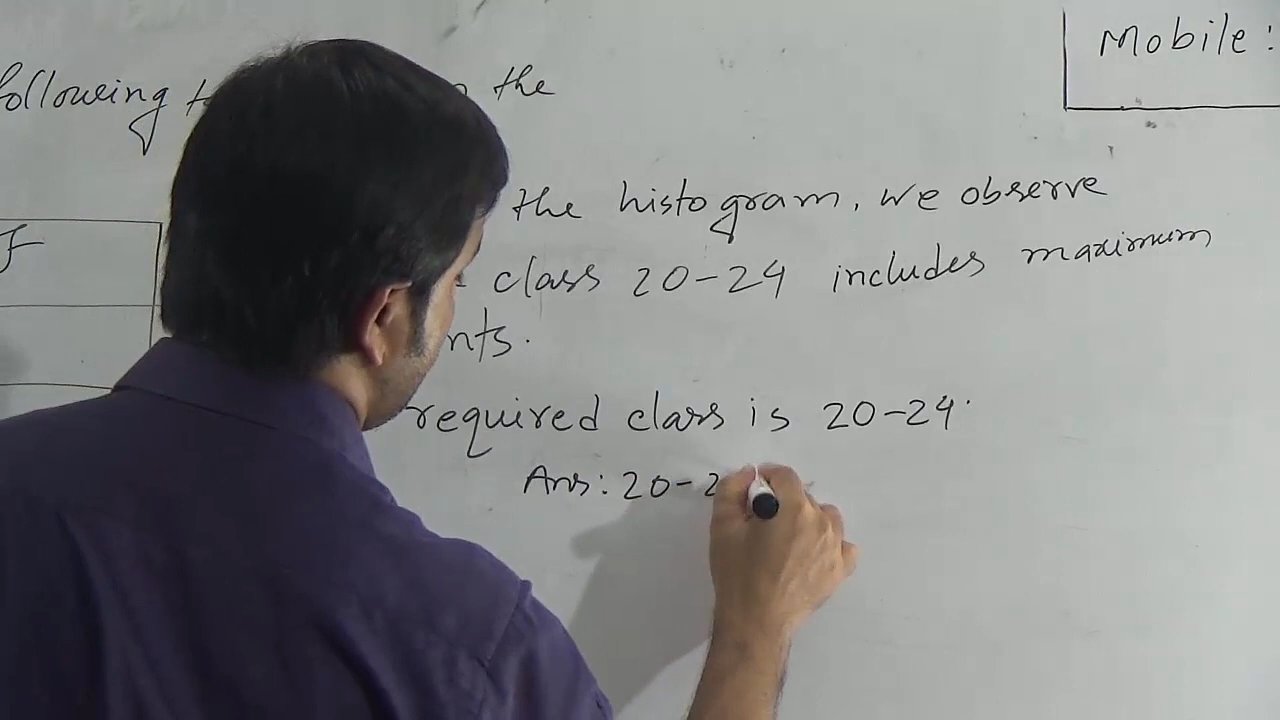 following the
Mobile:
the histogram, we observe
class 20-24 includes maximum
nts.
required class is 20-24.
Ans: 20-2
F